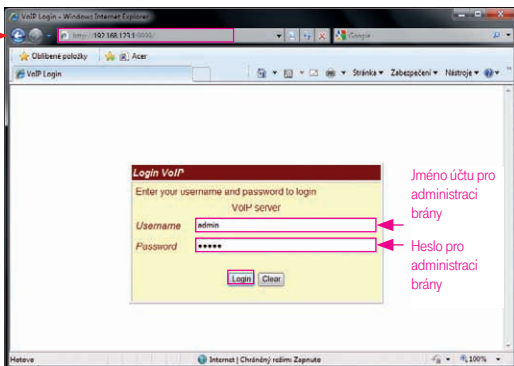 VoIP Login - Windows Internet Explorer
http://192.168.123.1:9999/
Google
Oblíbené položky
Acer
VoIP Login
Stránka
Zabezpečení
Nástroje
Login VoIP
Enter your username and password to login
VoIP server
Username
admin
Password
•••••
Login
Clear
Jméno účtu pro
administraci
brány
Heslo pro
administraci
brány
Hotovo
Internet | Chráněný režim: Zapnuto
100%